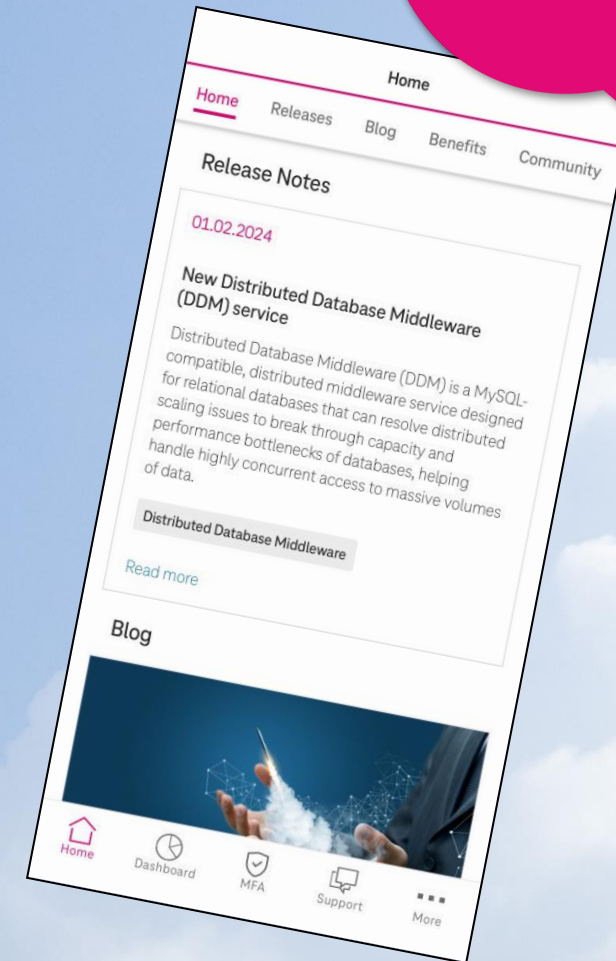 Home
Home Releases Blog Benefits Community
Release Notes
01.02.2024
New Distributed Database Middleware
(DDM) service
Distributed Database Middleware (DDM) is a MySQL-
compatible, distributed middleware service designed
for relational databases that can resolve distributed
scaling issues to break through capacity and
performance bottlenecks of databases, helping
handle highly concurrent access to massive volumes
of data.
Distributed Database Middleware
Read more
Blog
Home Dashboard MFA Support More